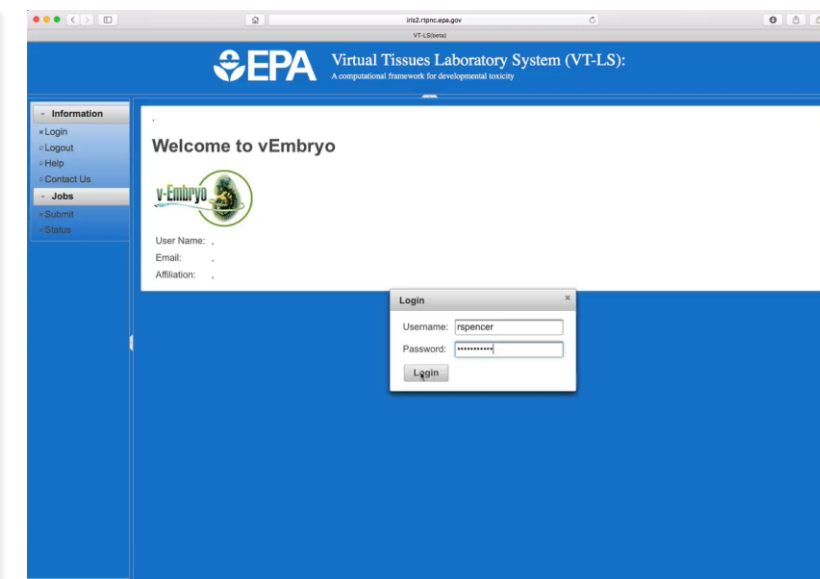 iris2.rtpnc.epa.gov
VT-LS(beta)
EPA
Virtual Tissues Laboratory System (VT-LS):
A computational framework for developmental toxicity
Information
Login
Logout
Help
Contact Us
Jobs
Submit
Status
,
Welcome to vEmbryo
v-Embryo
User Name: ,
Email: ,
Affiliation: ,
Login
Username: rspencer
Password: •••••••••••
Login